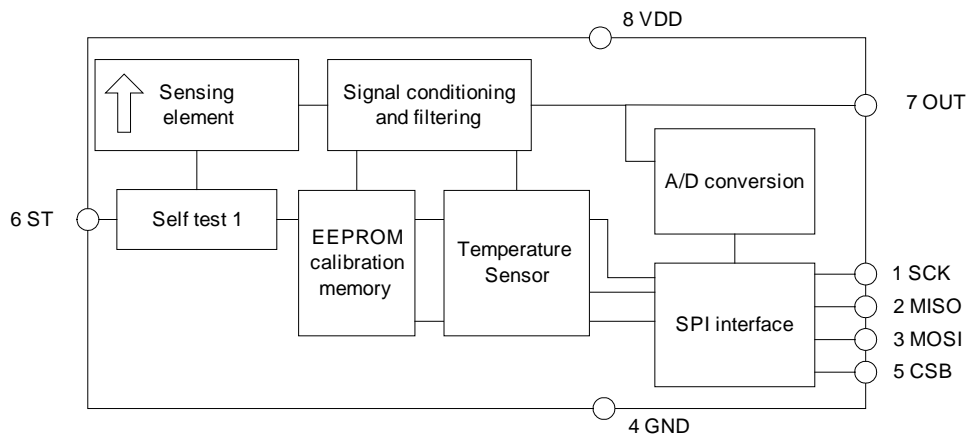 8 VDD
Sensing
element
Signal conditioning
and filtering
7 OUT
A/D conversion
6 ST
Self test 1
EEPROM
calibration
memory
Temperature
Sensor
SPI interface
1 SCK
2 MISO
3 MOSI
5 CSB
4 GND